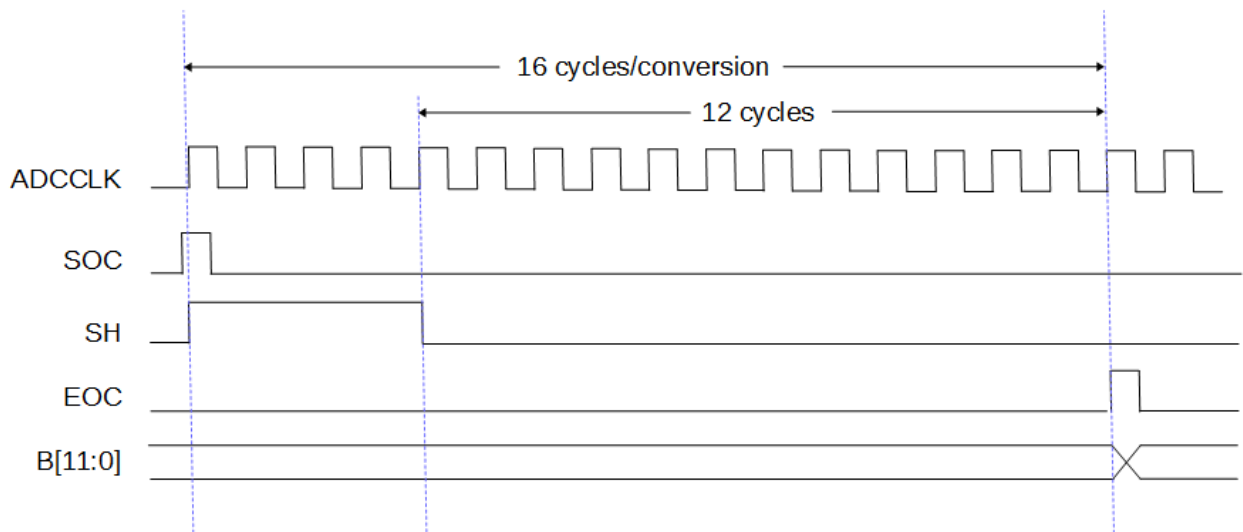 16 cycles/conversion
12 cycles
ADCCLK
SOC
SH
EOC
B[11:0]